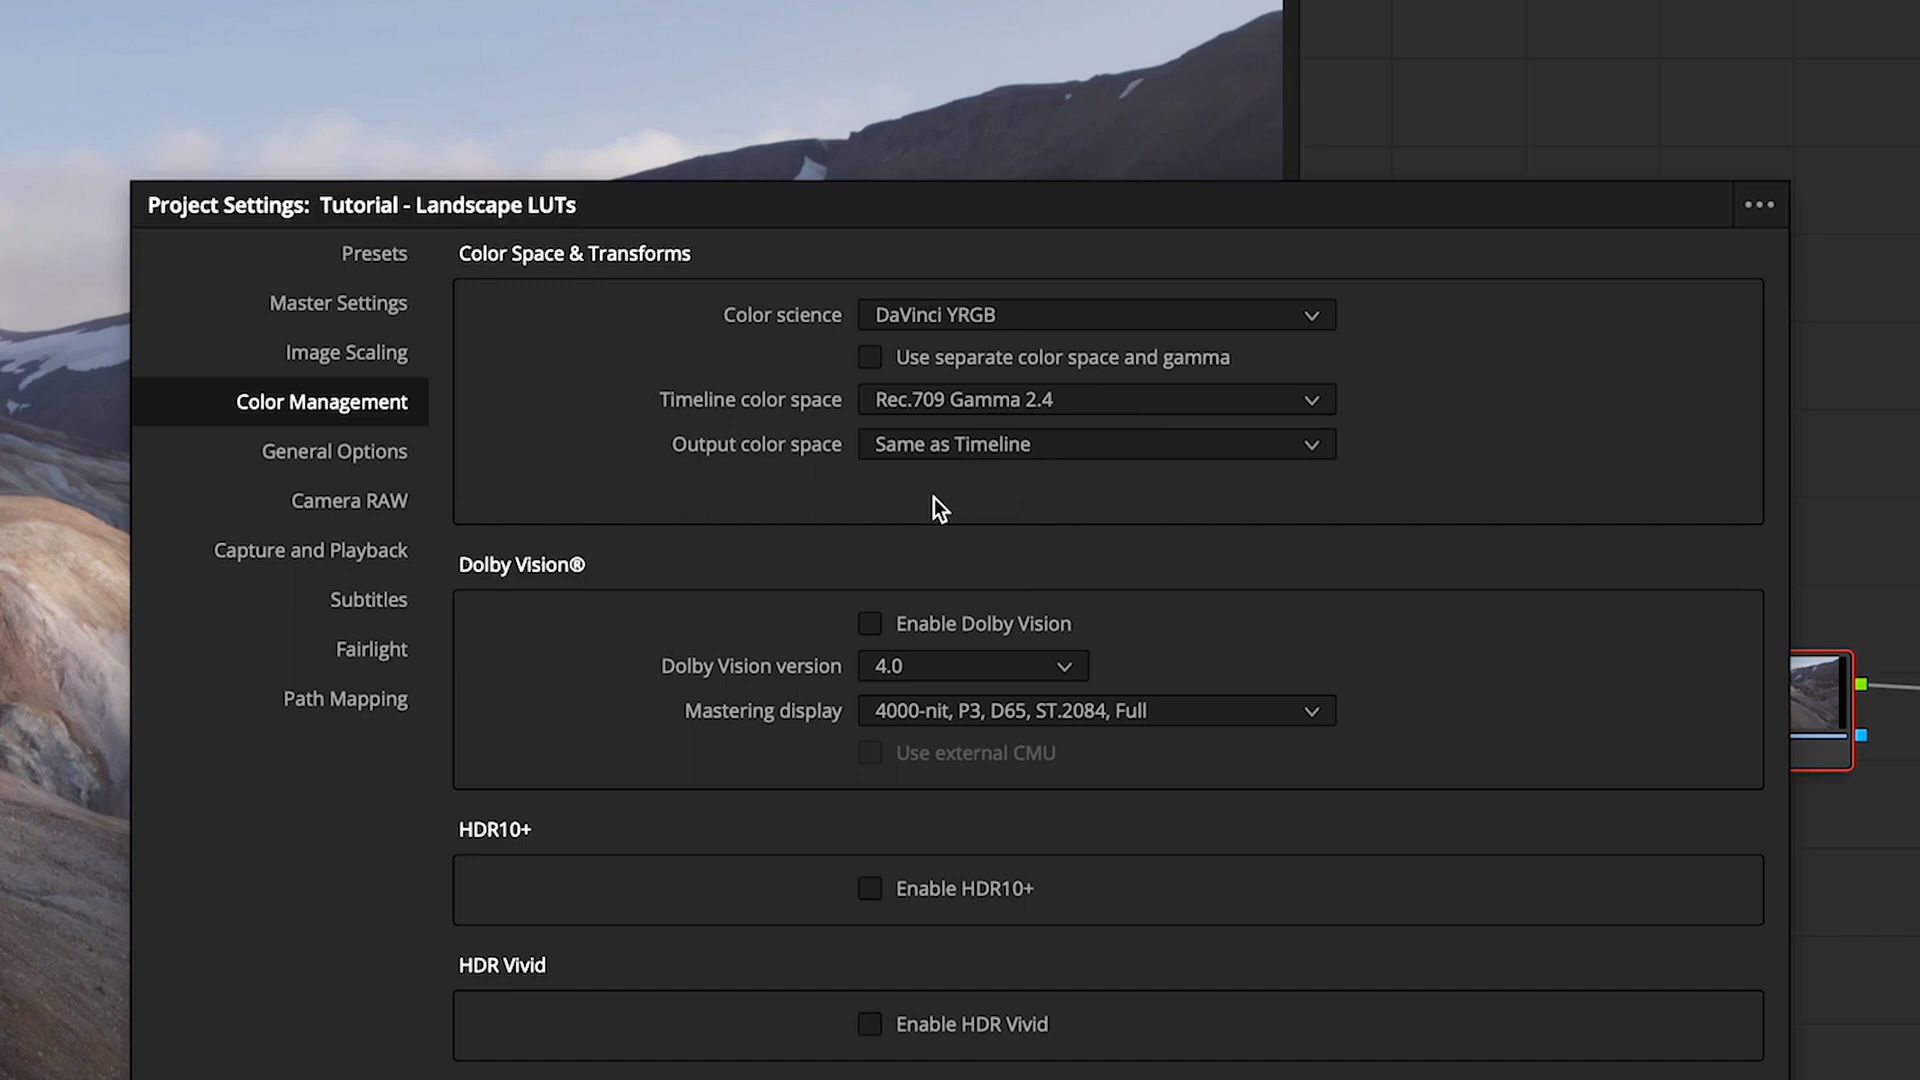 Project Settings: Tutorial - Landscape LUTs
Presets
Master Settings
Image Scaling
Color Management
General Options
Camera RAW
Capture and Playback
Subtitles
Fairlight
Path Mapping
Color Space & Transforms
Color science DaVinci YRGB
Use separate color space and gamma
Timeline color space Rec.709 Gamma 2.4
Output color space Same as Timeline
Dolby Vision®
Enable Dolby Vision
Dolby Vision version 4.0
Mastering display 4000-nit, P3, D65, ST.2084, Full
Use external CMU
HDR10+
Enable HDR10+
HDR Vivid
Enable HDR Vivid